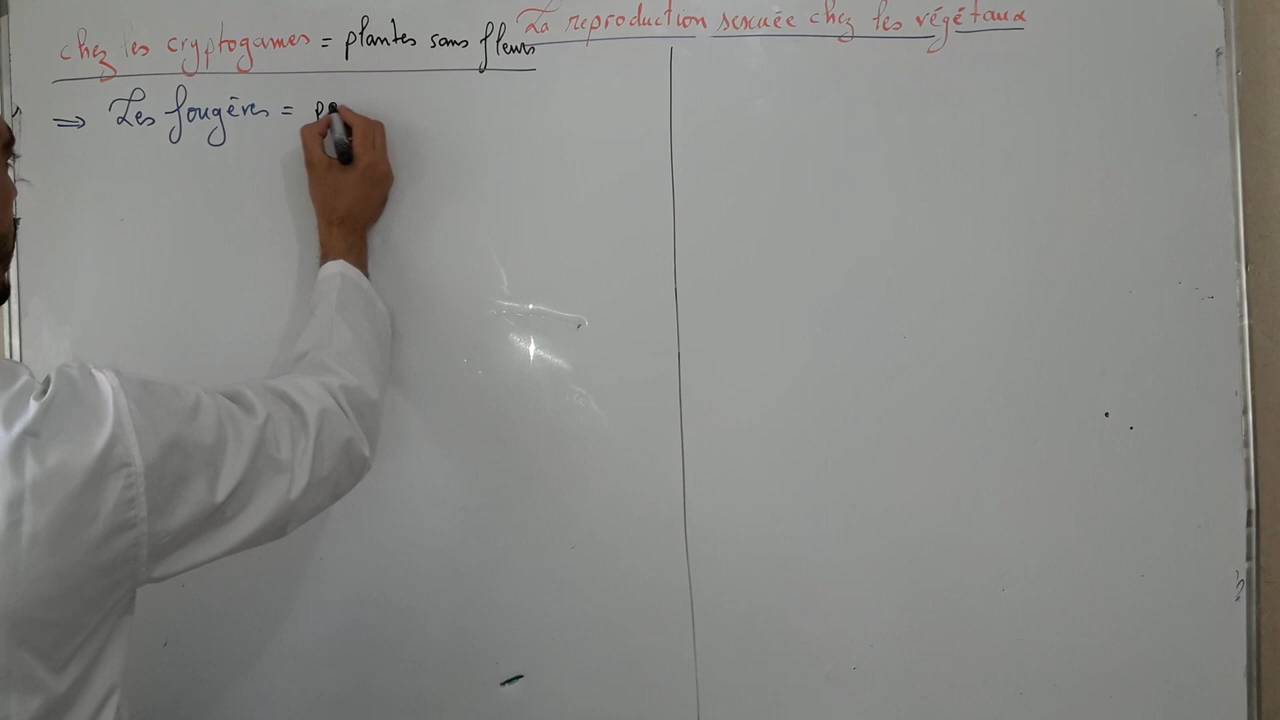 La reproduction sexuée chez les végétaux
chez les cryptogames = plantes sans fleurs
⇒ Les fougères =